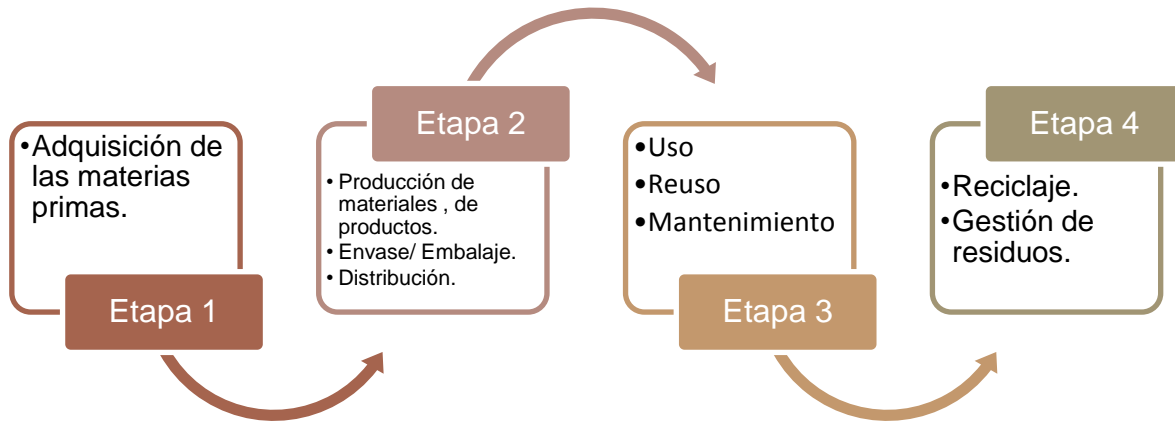 Etapa 1
•Adquisición de
las materias
primas.
Etapa 2
• Producción de
materiales , de
productos.
• Envase/ Embalaje.
• Distribución.
Etapa 3
•Uso
•Reuso
•Mantenimiento
Etapa 4
•Reciclaje.
•Gestión de
residuos.